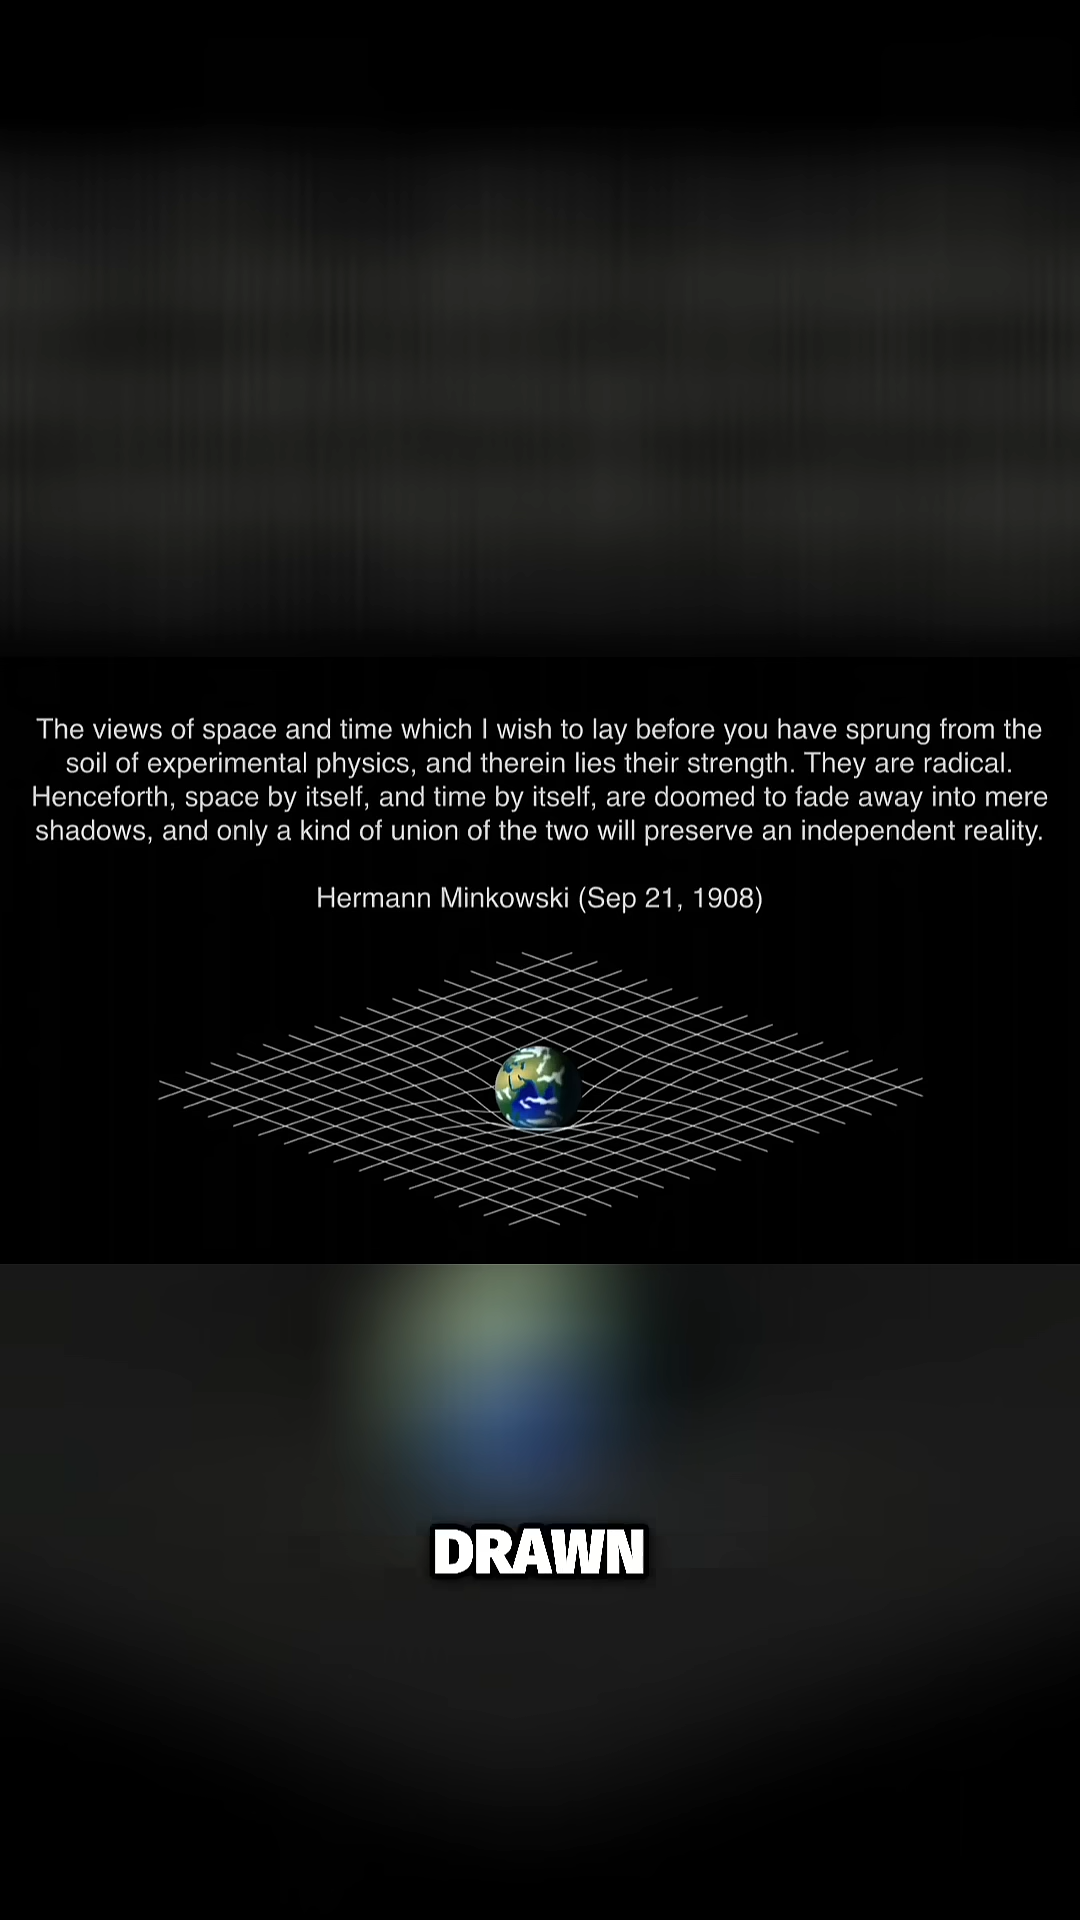 The views of space and time which I wish to lay before you have sprung from the
soil of experimental physics, and therein lies their strength. They are radical.
Henceforth, space by itself, and time by itself, are doomed to fade away into mere
shadows, and only a kind of union of the two will preserve an independent reality.
Hermann Minkowski (Sep 21, 1908)
DRAWN